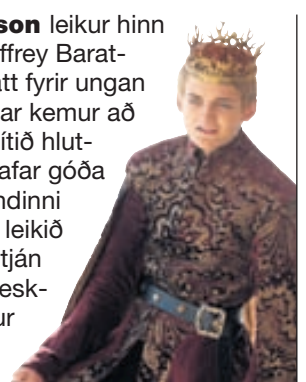 son leikur hinn
ffrey Barat-
att fyrir ungan
ar kemur að
ítið hlut-
afar góða
ndinni
leikið
tján
esk-
ur